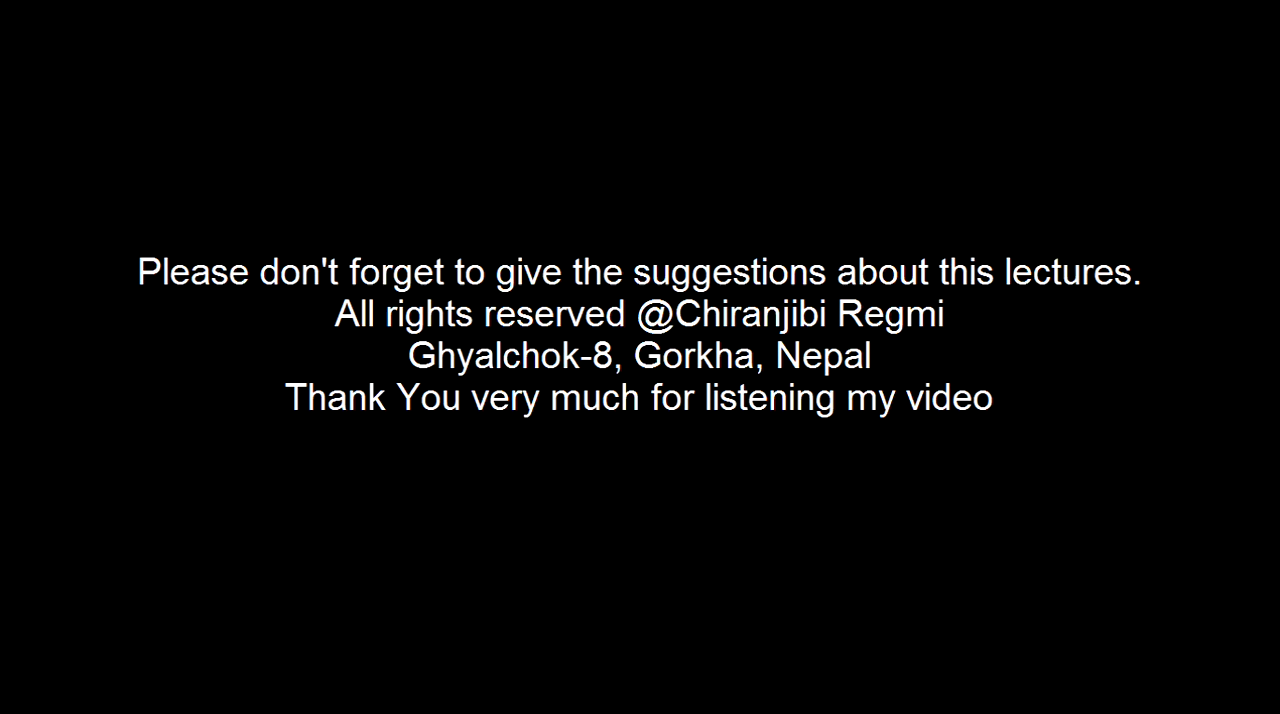 Please don't forget to give the suggestions about this lectures.
All rights reserved @Chiranjibi Regmi
Ghyalchok-8, Gorkha, Nepal
Thank You very much for listening my video